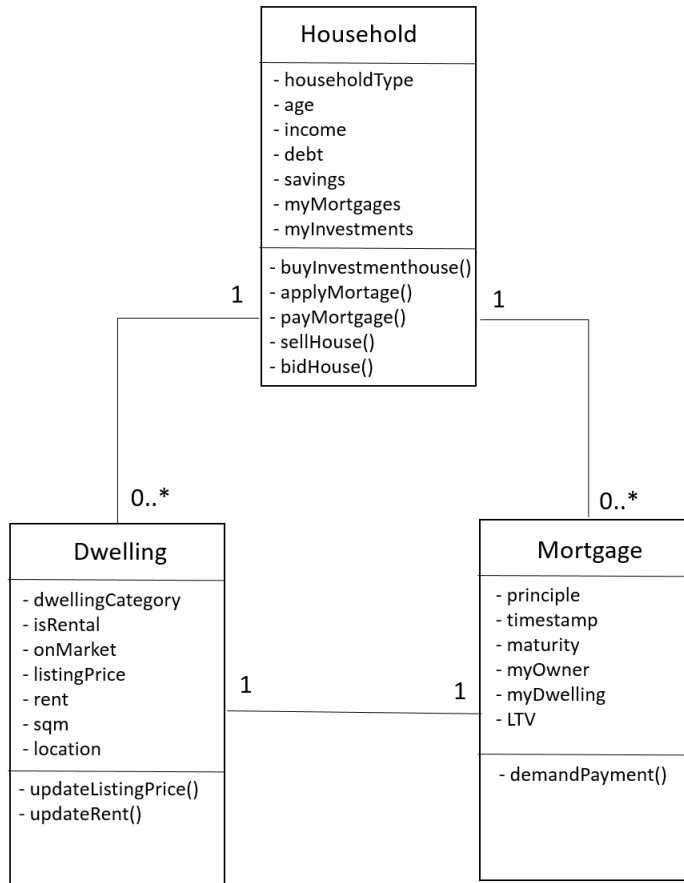 Household
- householdType
- age
- income
- debt
- savings
- myMortgages
- myInvestments
- buyInvestmenthouse()
- applyMortage()
- payMortgage()
- sellHouse()
- bidHouse()
1
1
0..*
0..*
Dwelling
- dwellingCategory
- isRental
- onMarket
- listingPrice
- rent
- sqm
- location
- updateListingPrice()
- updateRent()
1
1
Mortgage
- principle
- timestamp
- maturity
- myOwner
- myDwelling
- LTV
- demandPayment()